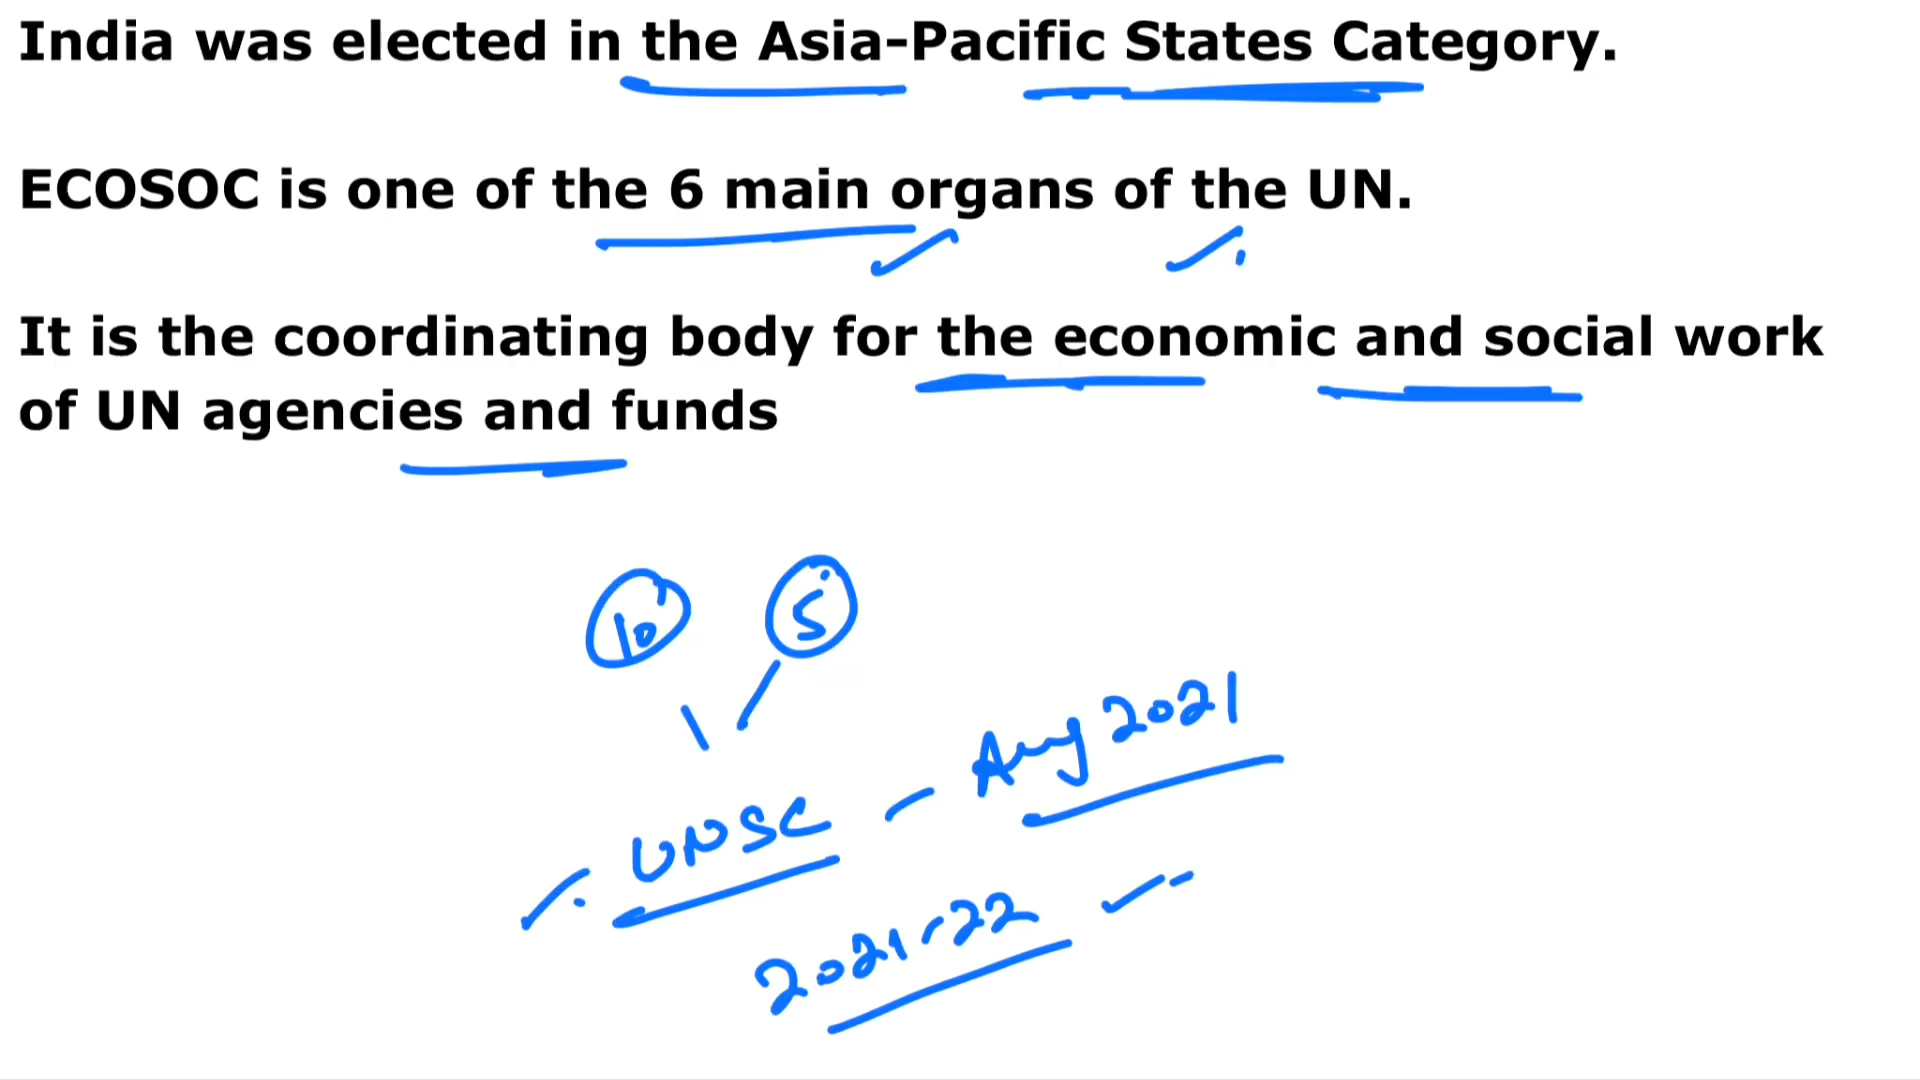 India was elected in the Asia-Pacific States Category.
ECOSOC is one of the 6 main organs of the UN.
It is the coordinating body for the economic and social work
of UN agencies and funds
10 5
UNSC - Aug 2021
2021-22